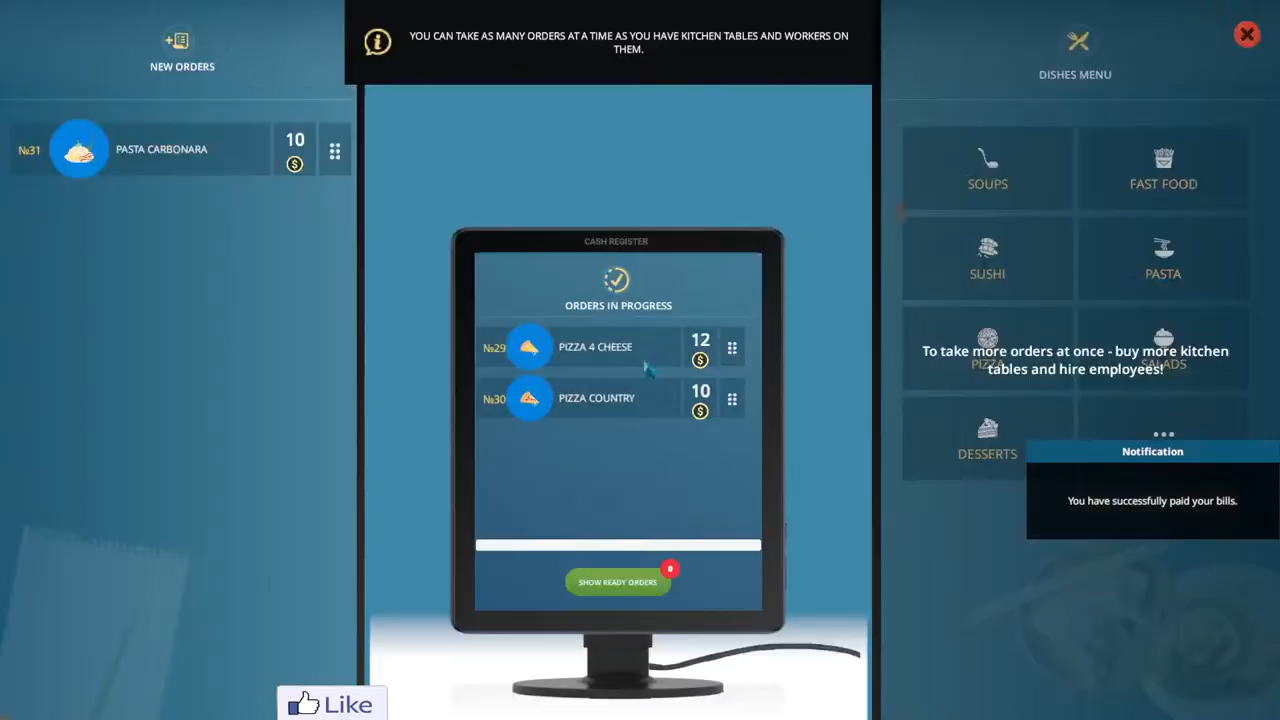 NEW ORDERS
YOU CAN TAKE AS MANY ORDERS AT A TIME AS YOU HAVE KITCHEN TABLES AND WORKERS ON
THEM.
DISHES MENU
№31 PASTA CARBONARA 10
CASH REGISTER
ORDERS IN PROGRESS
№29 PIZZA 4 CHEESE 12
№30 PIZZA COUNTRY 10
SHOW READY ORDERS 0
SOUPS FAST FOOD
SUSHI PASTA
PIZZA SALADS
To take more orders at once - buy more kitchen
tables and hire employees!
DESSERTS
Notification
You have successfully paid your bills.
Like